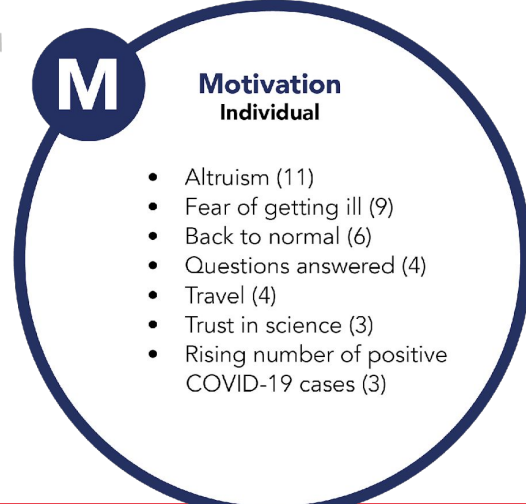 M
Motivation
Individual
• Altruism (11)
• Fear of getting ill (9)
• Back to normal (6)
• Questions answered (4)
• Travel (4)
• Trust in science (3)
• Rising number of positive
COVID-19 cases (3)